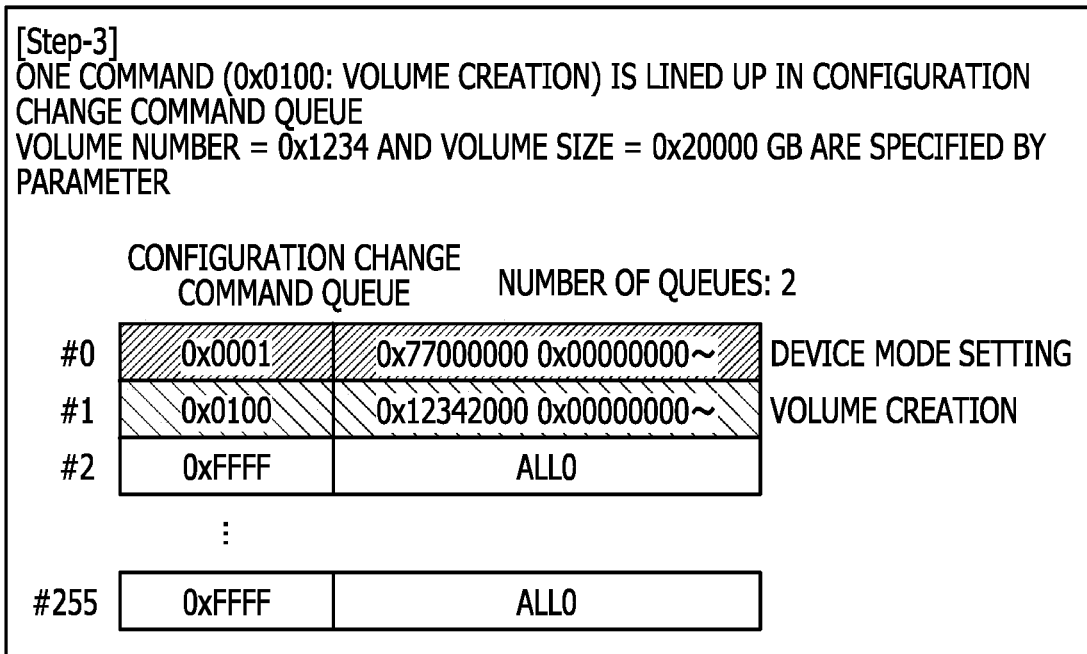 [Step-3]
ONE COMMAND (0x0100: VOLUME CREATION) IS LINED UP IN CONFIGURATION
CHANGE COMMAND QUEUE
VOLUME NUMBER = 0x1234 AND VOLUME SIZE = 0x20000 GB ARE SPECIFIED BY
PARAMETER
CONFIGURATION CHANGE
COMMAND QUEUE
NUMBER OF QUEUES: 2
#0 0x0001 0x77000000 0x00000000~ DEVICE MODE SETTING
#1 0x0100 0x12342000 0x00000000~ VOLUME CREATION
#2 0xFFFF ALL0
⋮
#255 0xFFFF ALL0